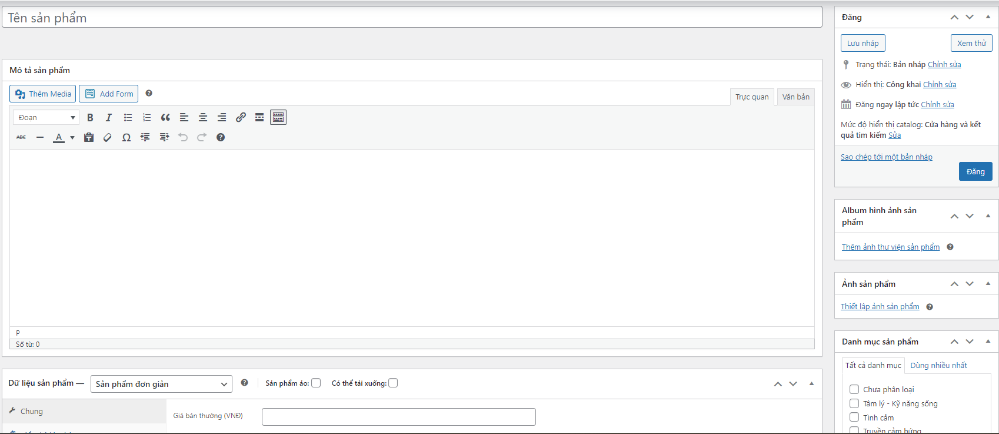 Tên sản phẩm
Mô tả sản phẩm
Thêm Media
Add Form
Trực quan
Văn bản
Đoạn
B I
ABC A Ω
P
Số từ: 0
Dữ liệu sản phẩm —
Sản phẩm đơn giản
Sản phẩm ảo:
Có thể tải xuống:
Chung
Giá bán thường (VNĐ)
Đăng
Lưu nháp
Xem thử
Trạng thái: Bản nháp Chỉnh sửa
Hiển thị: Công khai Chỉnh sửa
Đăng ngay lập tức Chỉnh sửa
Mức độ hiển thị catalog: Cửa hàng và kết
quả tìm kiếm Sửa
Sao chép tới một bản nháp
Đăng
Album hình ảnh sản
phẩm
Thêm ảnh thư viện sản phẩm
Ảnh sản phẩm
Thiết lập ảnh sản phẩm
Danh mục sản phẩm
Tất cả danh mục
Dùng nhiều nhất
Chưa phân loại
Tâm lý - Kỹ năng sống
Tình cảm
Truyền cảm hứng